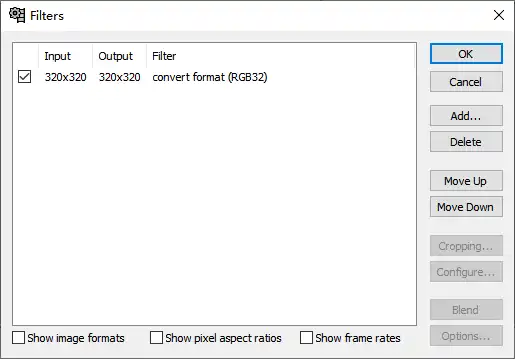 Filters
Input Output Filter
320x320 320x320 convert format (RGB32)
OK
Cancel
Add...
Delete
Move Up
Move Down
Cropping...
Configure...
Blend
Options...
Show image formats Show pixel aspect ratios Show frame rates